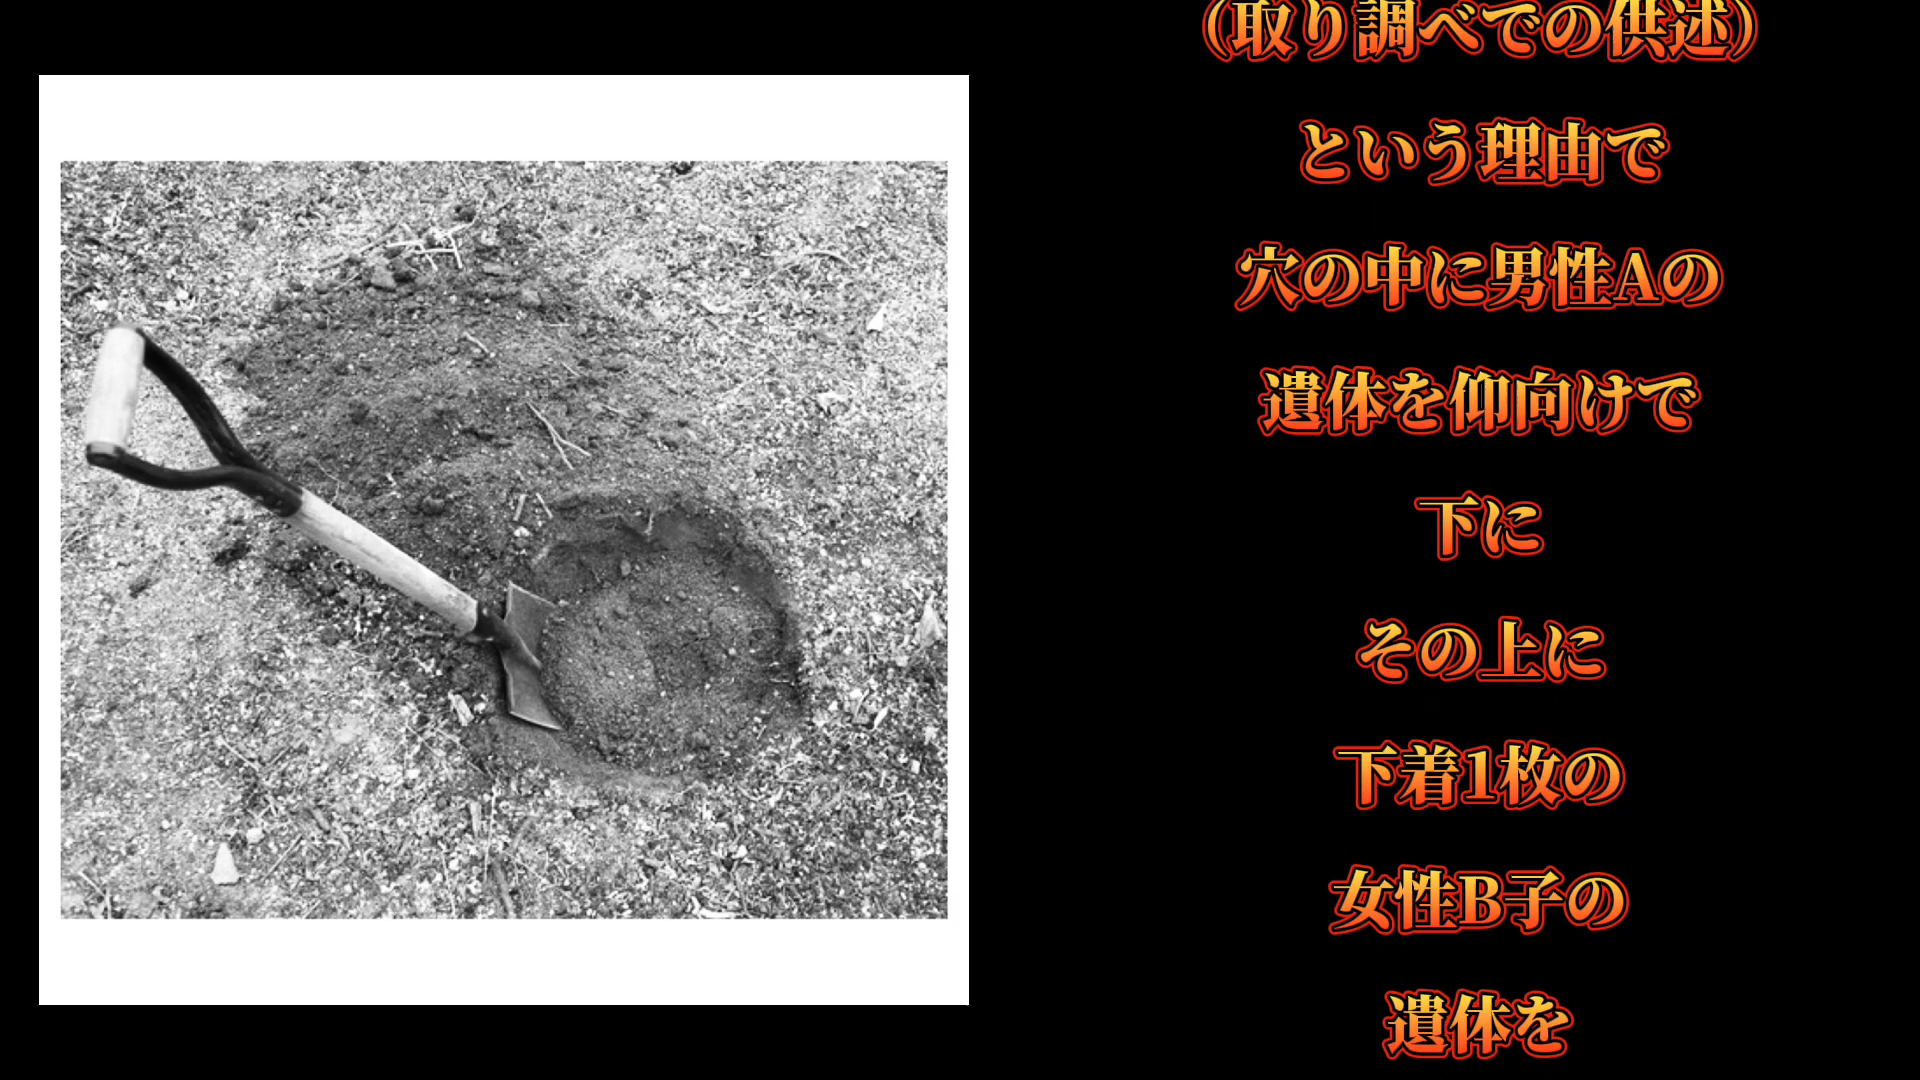 （取り調べでの供述）
という理由で
穴の中に男性Aの
遺体を仰向けで
下に
その上に
下着1枚の
女性B子の
遺体を